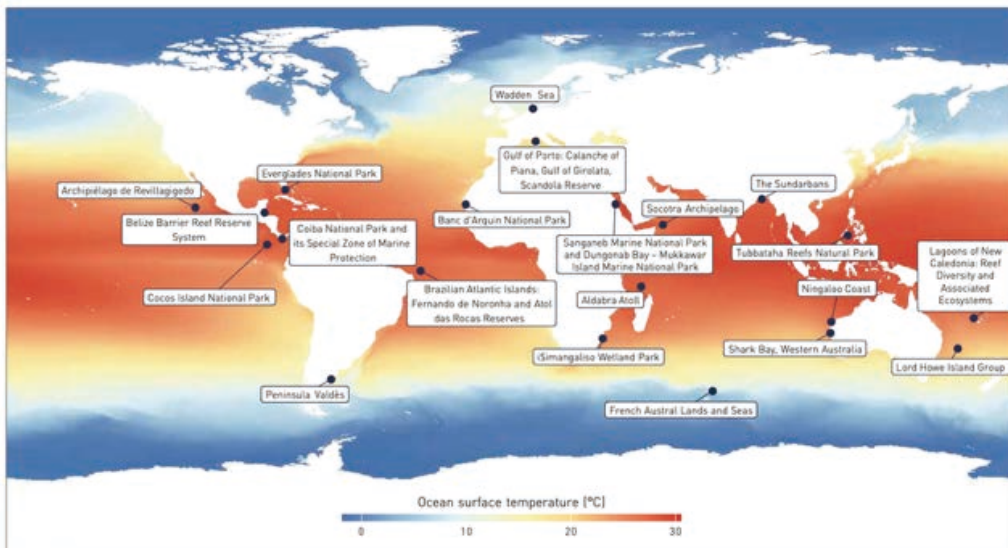 Wadden Sea
Gulf of Porto: Calanche of
Piana, Gulf of Girolata,
Scandola Reserve
Everglades National Park
The Sundarbans
Archipiélago de Revillagigedo
Banc d'Arquin National Park
Socotra Archipelago
Belize Barrier Reef Reserve
System
Coiba National Park and
its Special Zone of Marine
Protection
Sanganeb Marine National Park
and Dungonab Bay – Mukkawar
Island Marine National Park
Tubbataha Reefs Natural Park
Lagoons of New
Caledonia: Reef
Diversity and
Associated
Ecosystems
Cocos Island National Park
Brazilian Atlantic Islands:
Fernando de Noronha and Atol
das Rocas Reserves
Aldabra Atoll
Ningaloo Coast
iSimangaliso Wetland Park
Shark Bay, Western Australia
Lord Howe Island Group
Peninsula Valdès
French Austral Lands and Seas
Ocean surface temperature (°C)
0 10 20 30